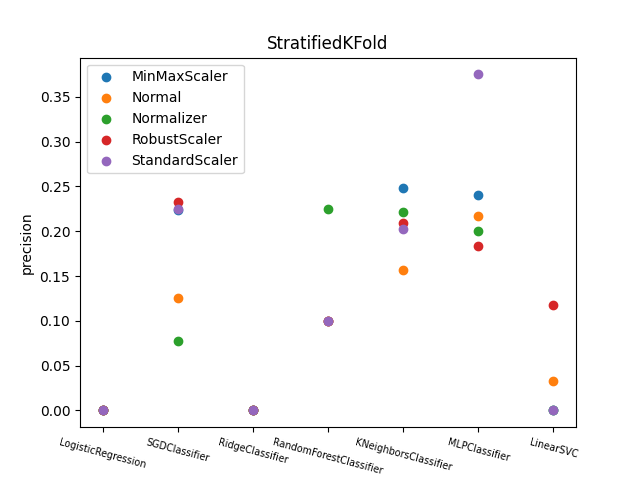 StratifiedKFold
MinMaxScaler
Normal
Normalizer
RobustScaler
StandardScaler
precision
0.35
0.30
0.25
0.20
0.15
0.10
0.05
0.00
LogisticRegression
SGDClassifier
RidgeClassifier
RandomForestClassifier
KNeighborsClassifier
MLPClassifier
LinearSVC